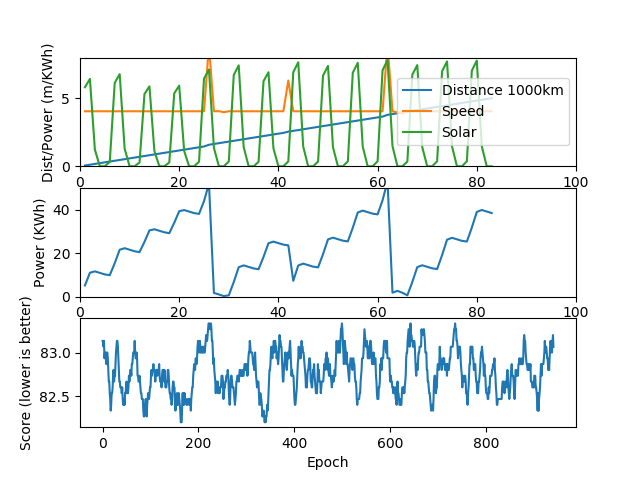 Dist/Power (m/KWh)
5
0
Distance 1000km
Speed
Solar
0 20 40 60 80 100
Power (KWh)
40
20
0
0 20 40 60 80 100
Score (lower is better)
83.0
82.5
0 200 400 600 800
Epoch